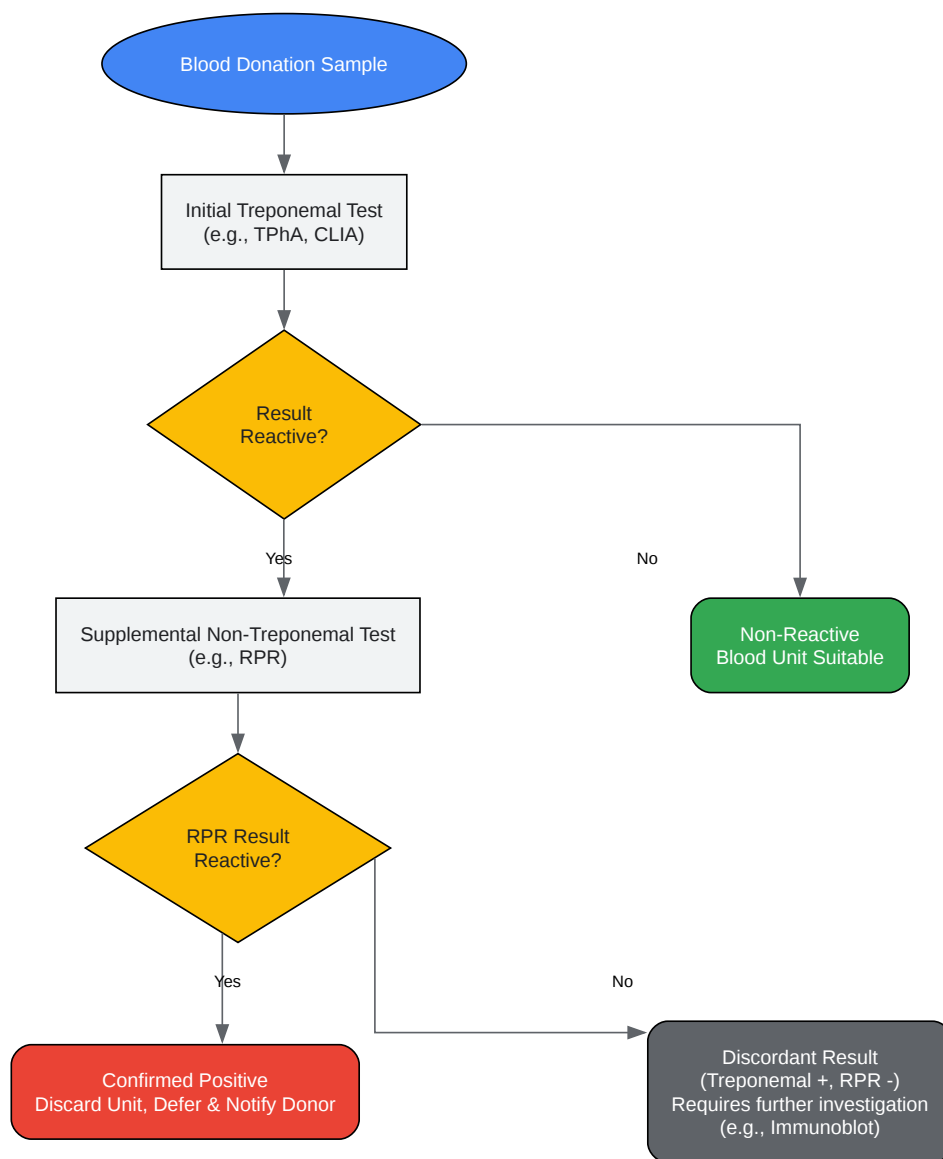 Blood Donation Sample
Initial Treponemal Test
(e.g., TPhA, CLIA)
Result
Reactive?
Yes
No
Supplemental Non-Treponemal Test
(e.g., RPR)
Non-Reactive
Blood Unit Suitable
RPR Result
Reactive?
Yes
No
Confirmed Positive
Discard Unit, Defer & Notify Donor
Discordant Result
(Treponemal +, RPR -)
Requires further investigation
(e.g., Immunoblot)